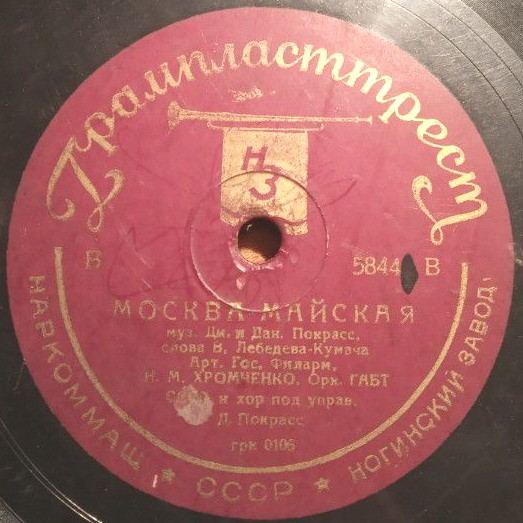 Грампласттрест
Н
З
В 5844 В
МОСКВА МАЙСКАЯ
муз. Дм. и Дан. Покрасс,
слова В. Лебедева-Кумача
Арт. Гос. Филарм.
Н. М. ХРОМЧЕНКО, Орк. ГАБТ
СССР и хор под управ.
Д. Покрасс
грк 0106
НАРКОММАШ ★ СССР ★ НОГИНСКИЙ ЗАВОД.